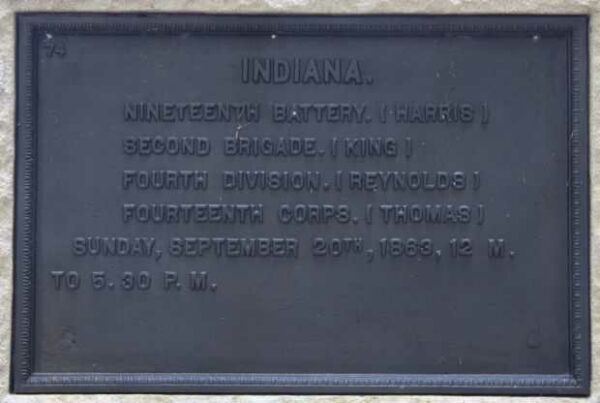 74
INDIANA.
NINETEENTH BATTERY. (HARRIS)
SECOND BRIGADE. (KING)
FOURTH DIVISION. (REYNOLDS)
FOURTEENTH CORPS. (THOMAS)
SUNDAY, SEPTEMBER 20TH, 1863, 12 M.
TO 5.30 P.M.